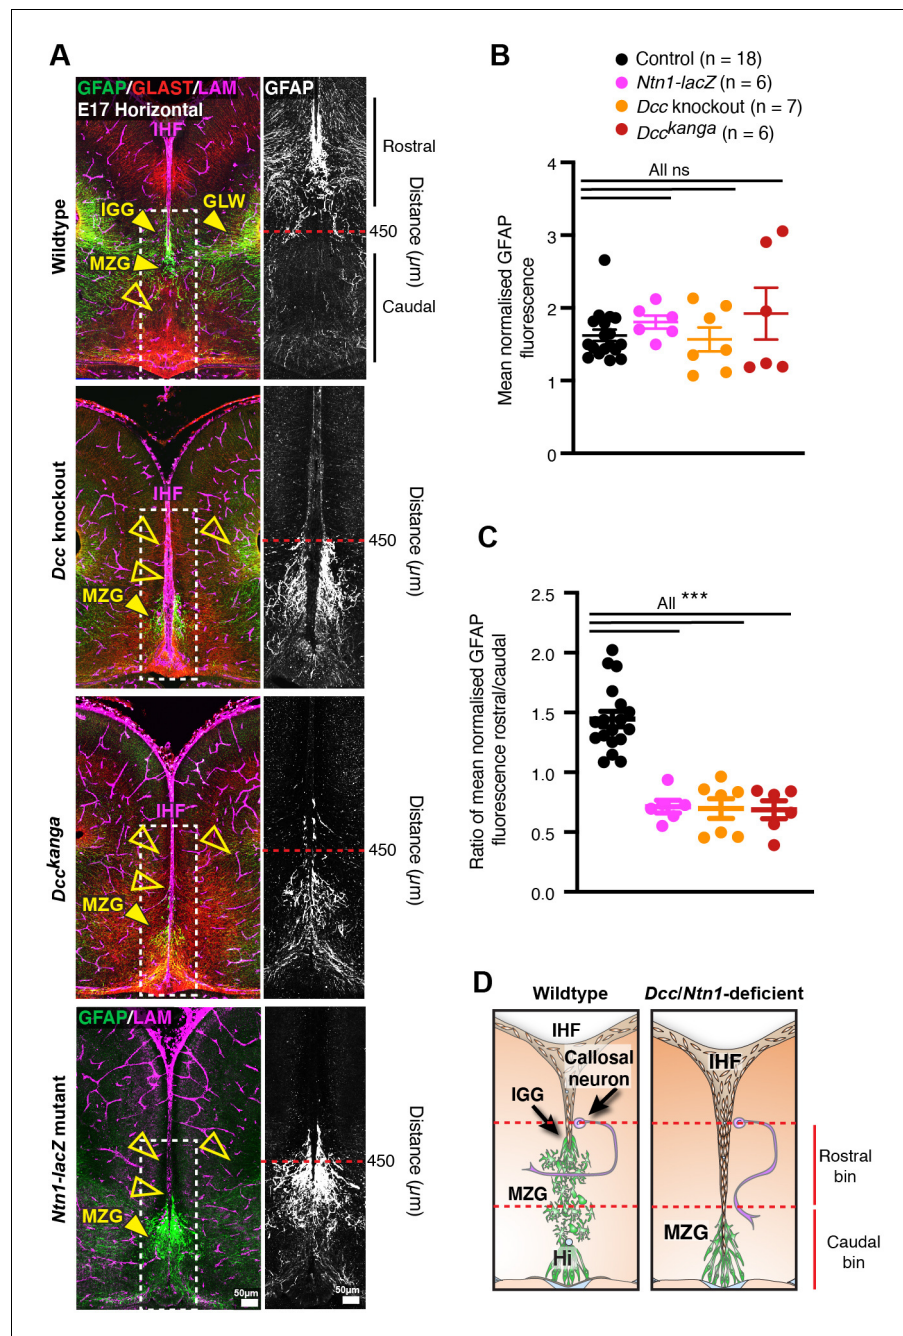 A
GFAP/GLAST/LAM
E17 Horizontal
IHF
IGG
GLW
MZG
Wildtype
GFAP
Rostral
450
Distance (µm)
Caudal
IHF
MZG
Dcc knockout
450
Distance (µm)
IHF
MZG
Dcckanga
450
Distance (µm)
GFAP/LAM
MZG
Ntn1-lacZ mutant
50µm
450
Distance (µm)
50µm
B
Control (n = 18)
Ntn1-lacZ (n = 6)
Dcc knockout (n = 7)
Dcckanga (n = 6)
All ns
Mean normalised GFAP
fluorescence
4
3
2
1
0
C
All ***
Ratio of mean normalised GFAP
fluorescence rostral/caudal
2.5
2.0
1.5
1.0
0.5
0.0
D
Wildtype
IHF
Callosal
neuron
IGG
MZG
Hi
Dcc/Ntn1-deficient
IHF
MZG
Rostral
bin
Caudal
bin